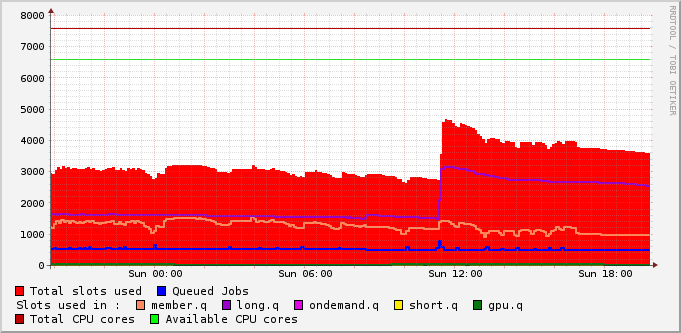 8000
7000
6000
5000
4000
3000
2000
1000
0
Sun 00:00 Sun 06:00 Sun 12:00 Sun 18:00
RRDTOOL / TOBI OETIKER
Total slots used Queued Jobs
Slots used in : member.q long.q ondemand.q short.q gpu.q
Total CPU cores Available CPU cores